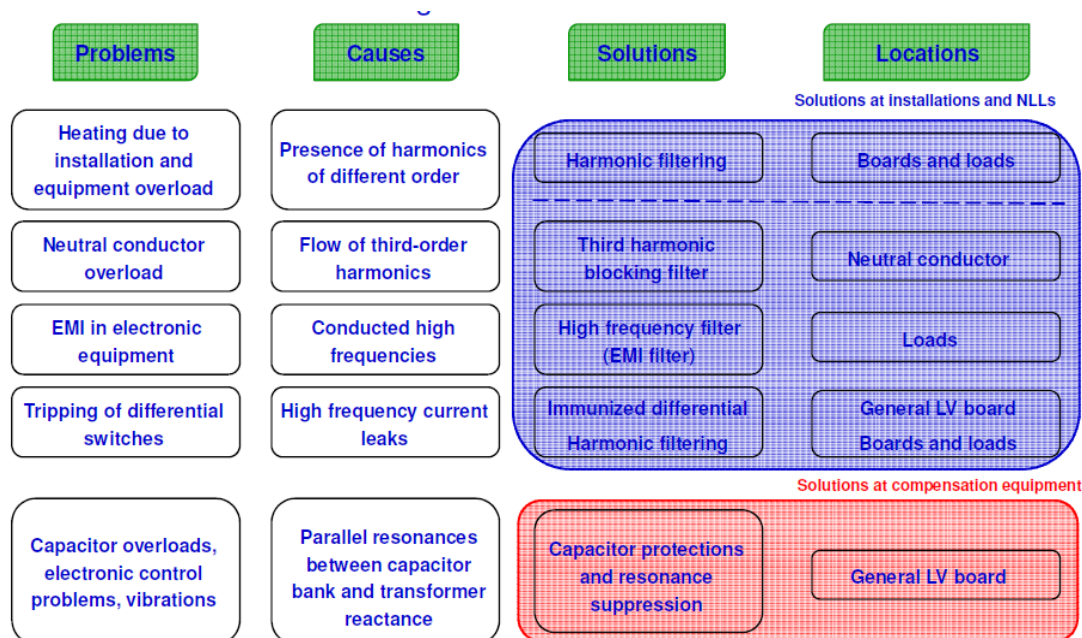 Problems
Causes
Solutions
Locations
Solutions at installations and NLLs
Heating due to
installation and
equipment overload
Presence of harmonics
of different order
Harmonic filtering
Boards and loads
Neutral conductor
overload
Flow of third-order
harmonics
Third harmonic
blocking filter
Neutral conductor
EMI in electronic
equipment
Conducted high
frequencies
High frequency filter
(EMI filter)
Loads
Tripping of differential
switches
High frequency current
leaks
Immunized differential
Harmonic filtering
General LV board
Boards and loads
Solutions at compensation equipment
Capacitor overloads,
electronic control
problems, vibrations
Parallel resonances
between capacitor
bank and transformer
reactance
Capacitor protections
and resonance
suppression
General LV board